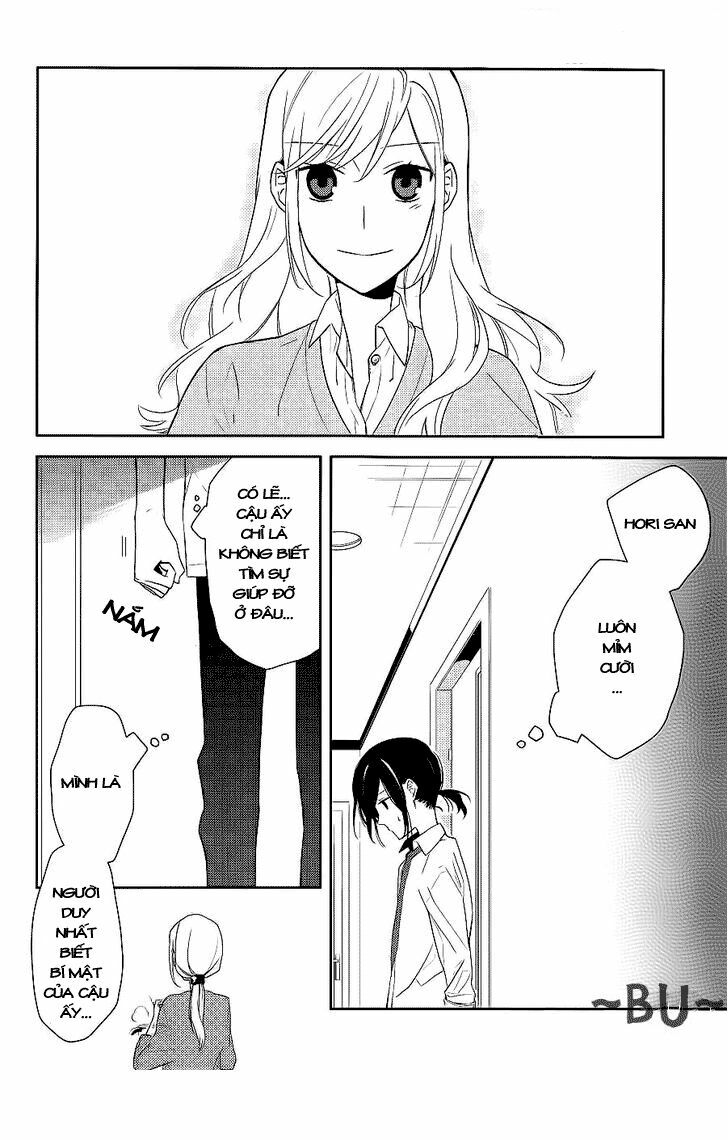 HORI SAN
LUÔN
MỈM
CƯỜI
...
CÓ LẼ...
CẬU ẤY
CHỈ LÀ
KHÔNG BIẾT
TÌM SỰ
GIÚP ĐỠ
Ở ĐÂU...
NẮM
MÌNH LÀ
NGƯỜI
DUY
NHẤT
BIẾT
BÍ MẬT
CỦA CẬU
ẤY...
~BU~